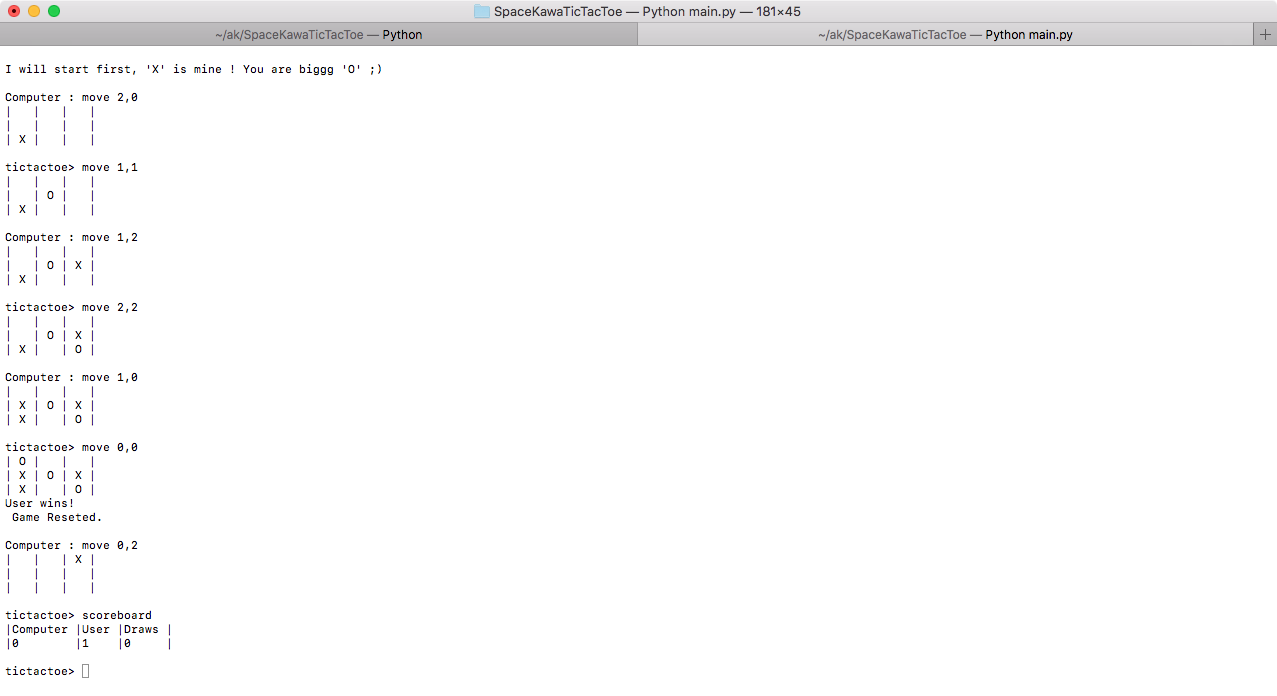 SpaceKawaTicTacToe — Python main.py — 181×45
~/ak/SpaceKawaTicTacToe — Python
~/ak/SpaceKawaTicTacToe — Python main.py
I will start first, 'X' is mine ! You are biggg 'O' ;)
Computer : move 2,0
|   |   |   |
|   |   |   |
| X |   |   |
tictactoe> move 1,1
|   |   |   |
|   | O |   |
| X |   |   |
Computer : move 1,2
|   |   |   |
|   | O | X |
| X |   |   |
tictactoe> move 2,2
|   |   |   |
|   | O | X |
| X |   | O |
Computer : move 1,0
|   |   |   |
| X | O | X |
| X |   | O |
tictactoe> move 0,0
| O |   |   |
| X | O | X |
| X |   | O |
User wins!
 Game Reseted.
Computer : move 0,2
|   |   | X |
|   |   |   |
|   |   |   |
tictactoe> scoreboard
|Computer |User |Draws |
|0        |1    |0     |
tictactoe>